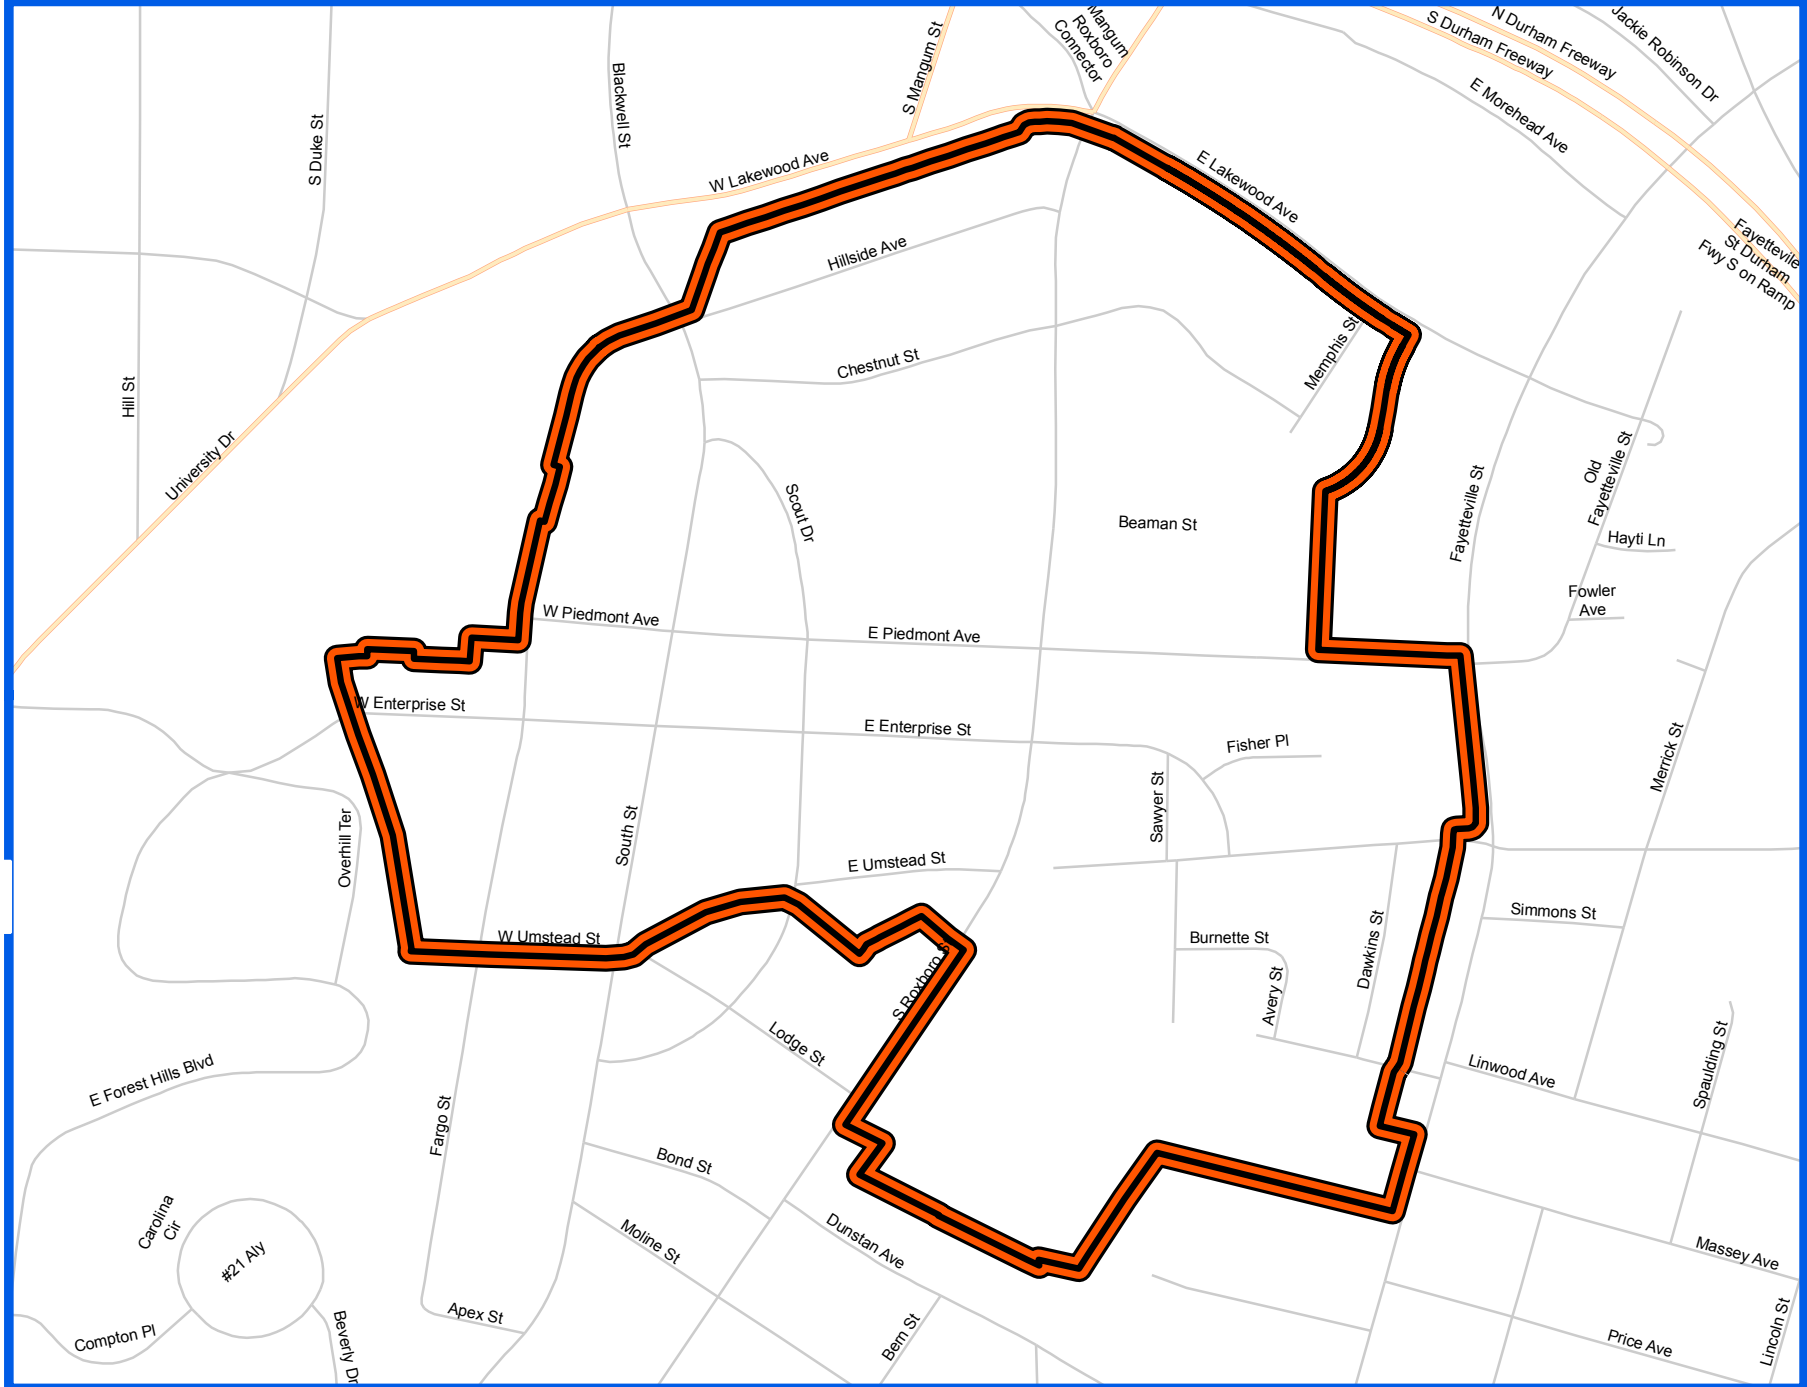 Mangum
Roxboro
Connector
S Mangum St
S Durham Freeway
N Durham Freeway
Jackie Robinson Dr
E Morehead Ave
Blackwell St
S Duke St
W Lakewood Ave
E Lakewood Ave
Fayetteville
St Durham
Fwy S on Ramp
Hillside Ave
Chestnut St
Memphis St
Hill St
University Dr
Scout Dr
Beaman St
Fayetteville St
Old
Fayetteville St
Hayti Ln
Fowler
Ave
W Piedmont Ave
E Piedmont Ave
W Enterprise St
E Enterprise St
Fisher Pl
Merrick St
Sawyer St
Overhill Ter
South St
E Umstead St
W Umstead St
Simmons St
Burnette St
Dawkins St
Avery St
S Roxboro S
Lodge St
Linwood Ave
Spaulding St
E Forest Hills Blvd
Fargo St
Bond St
Carolina
Cir
#21 Aly
Moline St
Dunstan Ave
Massey Ave
Apex St
Compton Pl
Beverly Dr
Bern St
Price Ave
Lincoln St